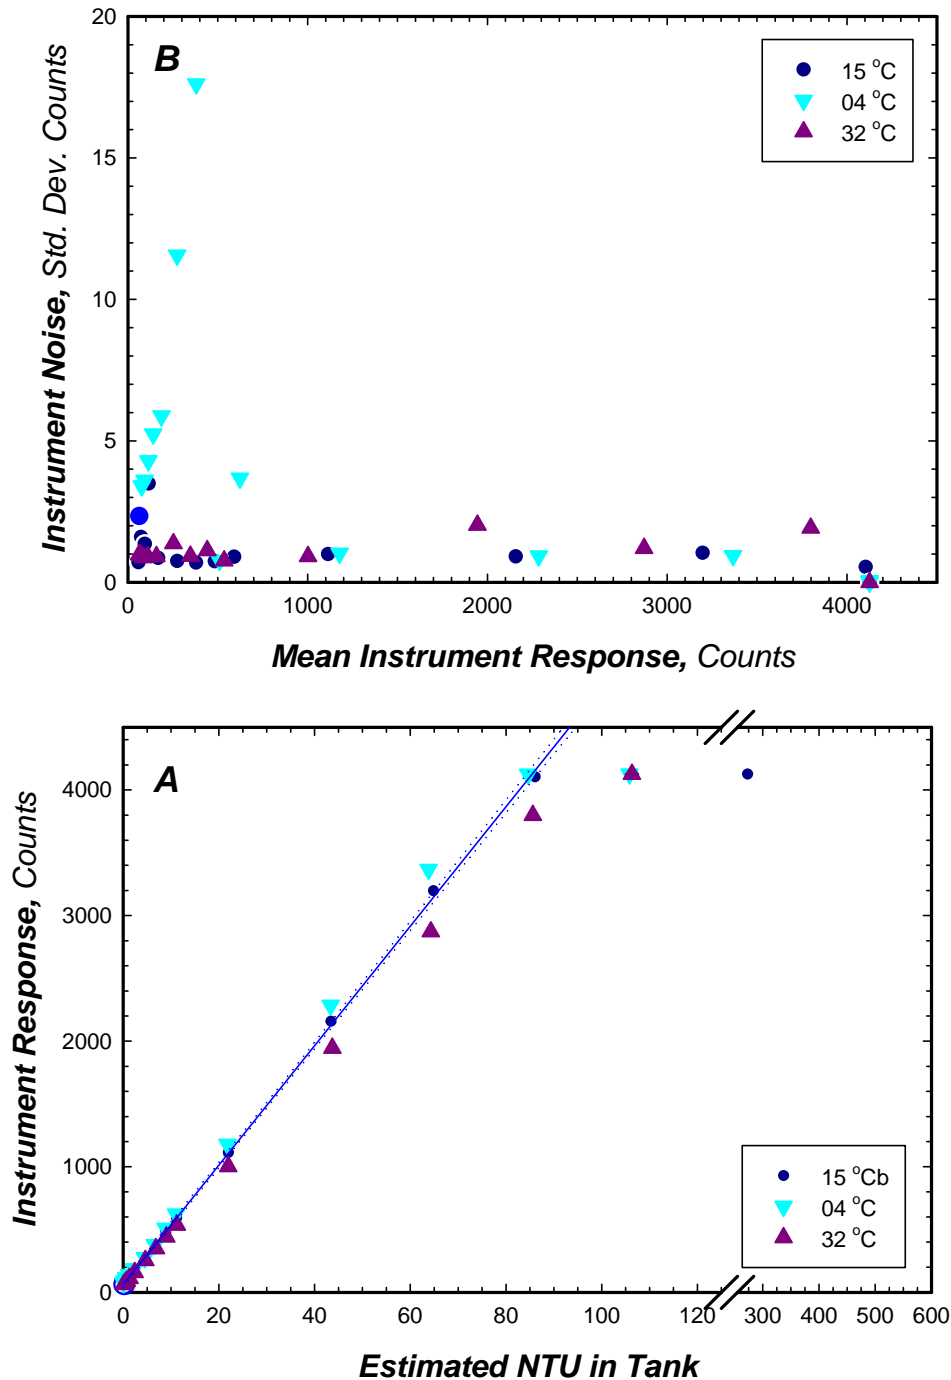 B
15 °C
04 °C
32 °C
20
15
10
5
0
0 1000 2000 3000 4000
Instrument Noise, Std. Dev. Counts
Mean Instrument Response, Counts
A
4000
3000
2000
1000
0
15 °Cb
04 °C
32 °C
0 20 40 60 80 100 120 300 400 500 600
Instrument Response, Counts
Estimated NTU in Tank